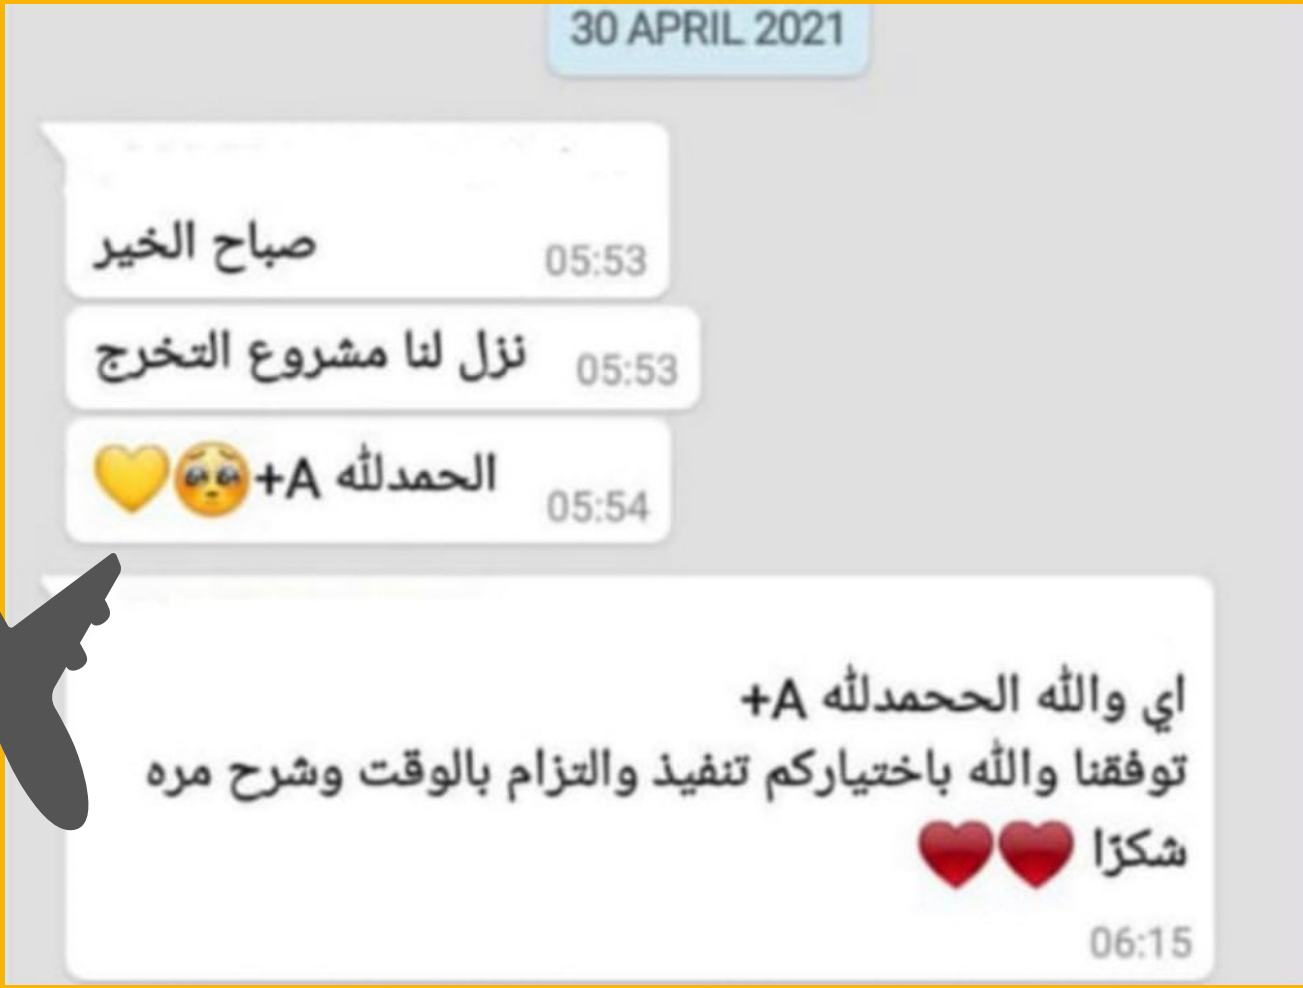 30 APRIL 2021
صباح الخير
05:53
نزل لنا مشروع التخرج
05:53
الحمدلله A+🥺💛
05:54
اي والله الححمدلله A+
توفقنا والله باختياركم تنفيذ والتزام بالوقت وشرح مره
شكرًا ❤️❤️
06:15